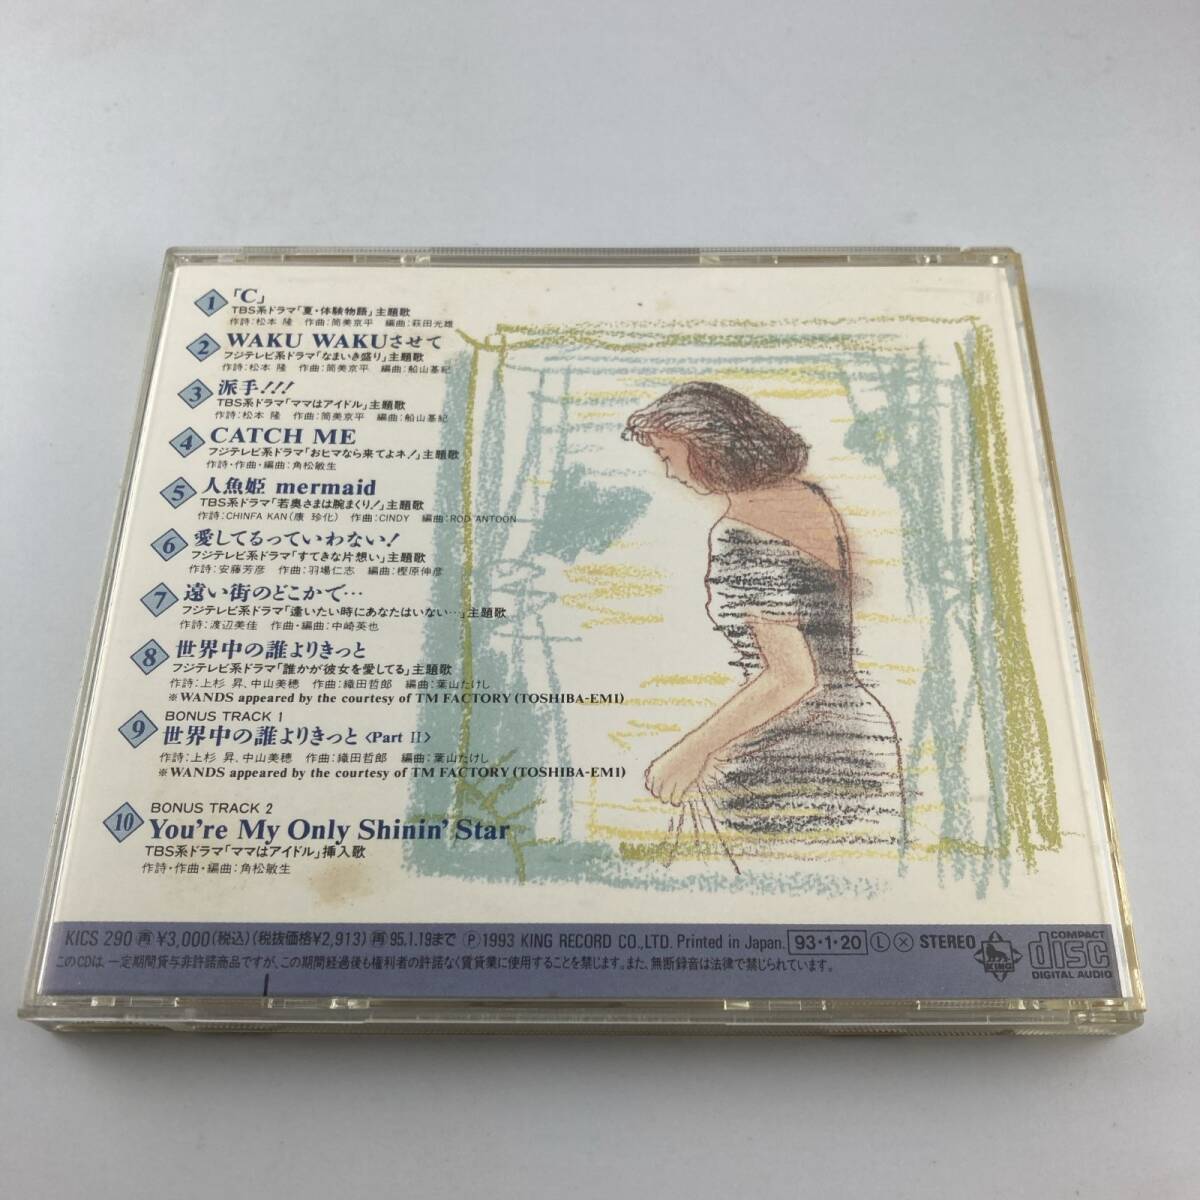 1 「C」
TBS系ドラマ「夏・体験物語」主題歌
作詩：松本 隆　作曲：筒美京平　編曲：萩田光雄
2 WAKU WAKUさせて
フジテレビ系ドラマ「なまいき盛り」主題歌
作詩：松本 隆　作曲：筒美京平　編曲：船山基紀
3 派手!!!
TBS系ドラマ「ママはアイドル」主題歌
作詩：松本 隆　作曲：筒美京平　編曲：船山基紀
4 CATCH ME
フジテレビ系ドラマ「おヒマなら来てよネ！」主題歌
作詩・作曲・編曲：角松敏生
5 人魚姫 mermaid
TBS系ドラマ「若奥さまは腕まくり！」主題歌
作詩：CHINFA KAN（康 珍化）　作曲：CINDY　編曲：ROD ANTOON
6 愛してるっていわない！
フジテレビ系ドラマ「すてきな片想い」主題歌
作詩：安藤芳彦　作曲：羽場仁志　編曲：樫原伸彦
7 遠い街のどこかで…
フジテレビ系ドラマ「逢いたい時にあなたはいない…」主題歌
作詩：渡辺美佳　作曲・編曲：中崎英也
8 世界中の誰よりきっと
フジテレビ系ドラマ「誰かが彼女を愛してる」主題歌
作詩：上杉 昇、中山美穂　作曲：織田哲郎　編曲：葉山たけし
※WANDS appeared by the courtesy of TM FACTORY (TOSHIBA-EMI)
BONUS TRACK 1
9 世界中の誰よりきっと〈Part II〉
作詩：上杉 昇、中山美穂　作曲：織田哲郎　編曲：葉山たけし
※WANDS appeared by the courtesy of TM FACTORY (TOSHIBA-EMI)
BONUS TRACK 2
10 You're My Only Shinin' Star
TBS系ドラマ「ママはアイドル」挿入歌
作詩・作曲・編曲：角松敏生
KICS 290 ㊢¥3,000（税込）（税抜価格¥2,913）㊢95.1.19まで Ⓟ1993 KING RECORD CO.,LTD. Printed in Japan. 93・1・20 Ⓛ ⓧ STEREO KING COMPACT disc DIGITAL AUDIO
このCDは、一定期間貸与非許諾商品ですが、この期間経過後も権利者の許諾なく賃貸業に使用することを禁じます。また、無断録音は法律で禁じられています。